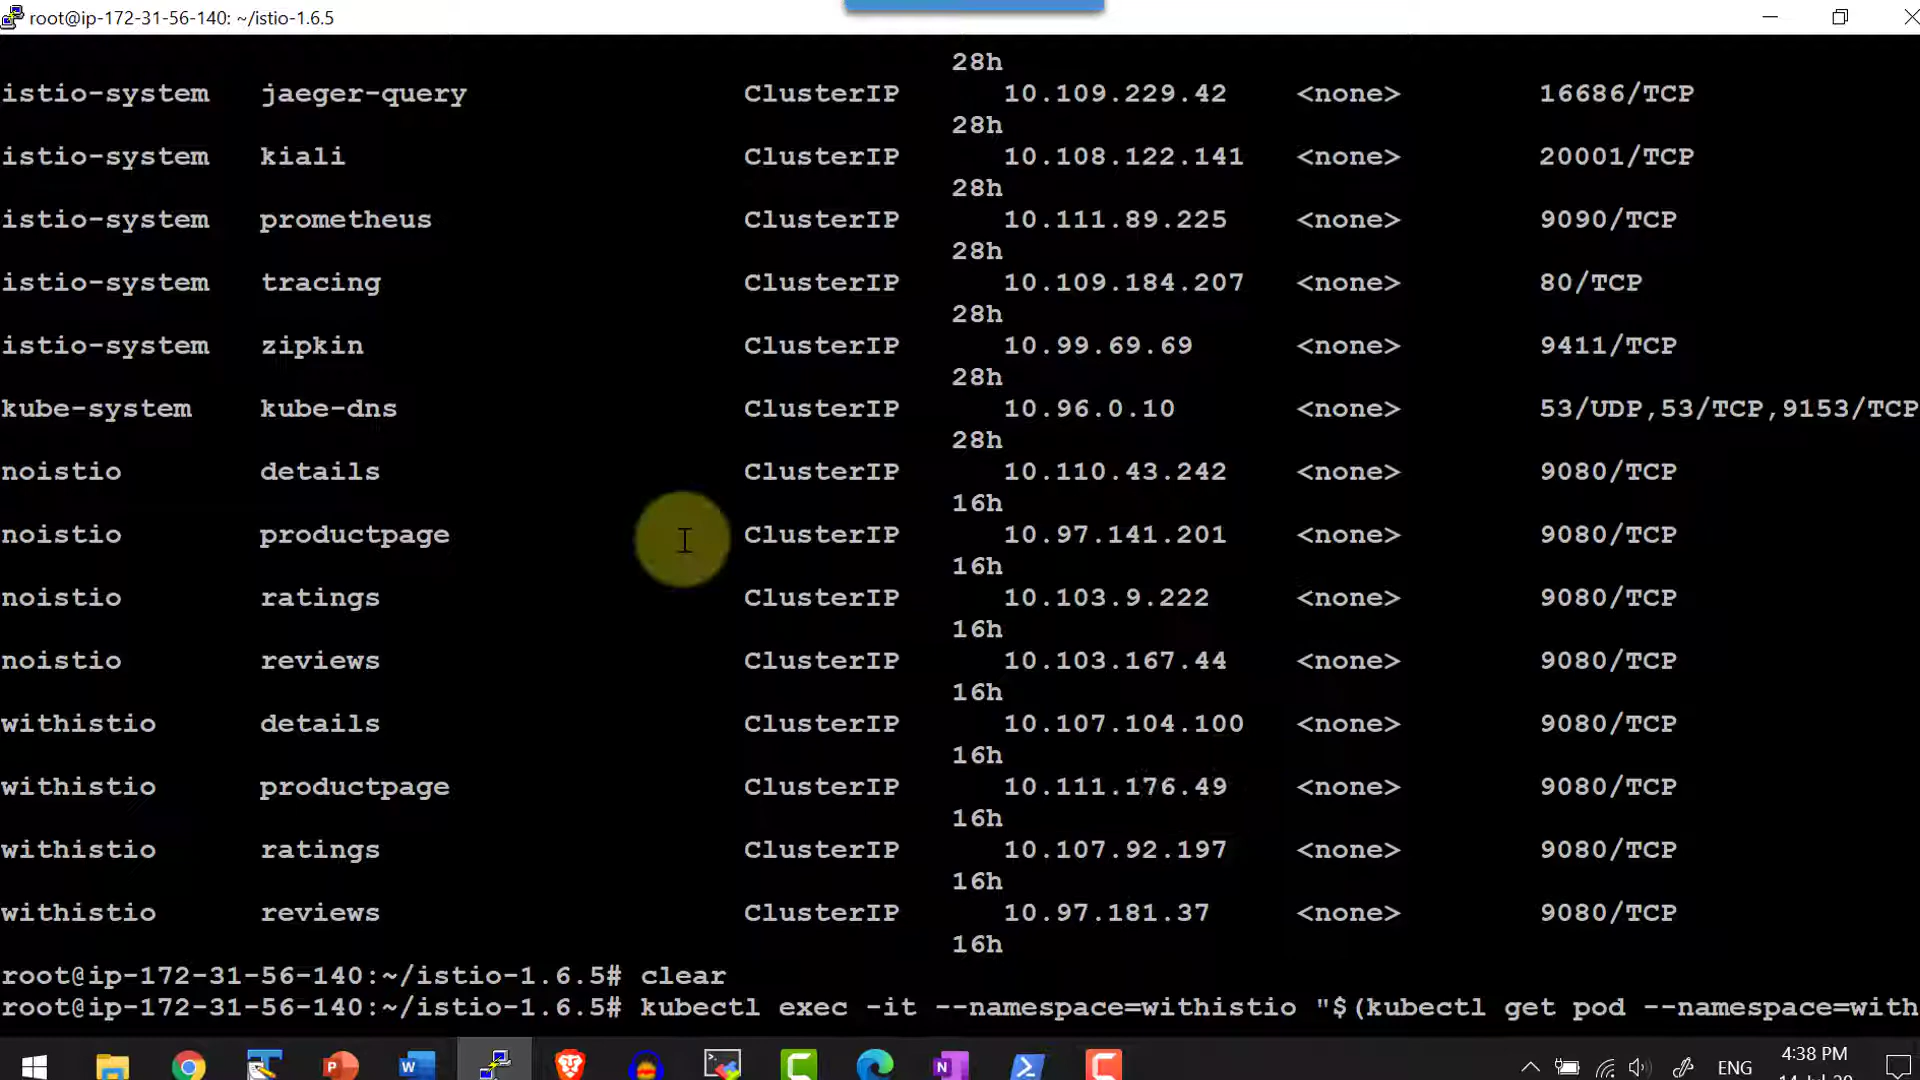 root@ip-172-31-56-140: ~/istio-1.6.5
28h
istio-system jaeger-query ClusterIP 10.109.229.42 <none> 16686/TCP
28h
istio-system kiali ClusterIP 10.108.122.141 <none> 20001/TCP
28h
istio-system prometheus ClusterIP 10.111.89.225 <none> 9090/TCP
28h
istio-system tracing ClusterIP 10.109.184.207 <none> 80/TCP
28h
istio-system zipkin ClusterIP 10.99.69.69 <none> 9411/TCP
28h
kube-system kube-dns ClusterIP 10.96.0.10 <none> 53/UDP,53/TCP,9153/TCP
28h
noistio details ClusterIP 10.110.43.242 <none> 9080/TCP
16h
noistio productpage ClusterIP 10.97.141.201 <none> 9080/TCP
16h
noistio ratings ClusterIP 10.103.9.222 <none> 9080/TCP
16h
noistio reviews ClusterIP 10.103.167.44 <none> 9080/TCP
16h
withistio details ClusterIP 10.107.104.100 <none> 9080/TCP
16h
withistio productpage ClusterIP 10.111.176.49 <none> 9080/TCP
16h
withistio ratings ClusterIP 10.107.92.197 <none> 9080/TCP
16h
withistio reviews ClusterIP 10.97.181.37 <none> 9080/TCP
16h
root@ip-172-31-56-140:~/istio-1.6.5# clear
root@ip-172-31-56-140:~/istio-1.6.5# kubectl exec -it --namespace=withistio "$(kubectl get pod --namespace=with
ENG
4:38 PM